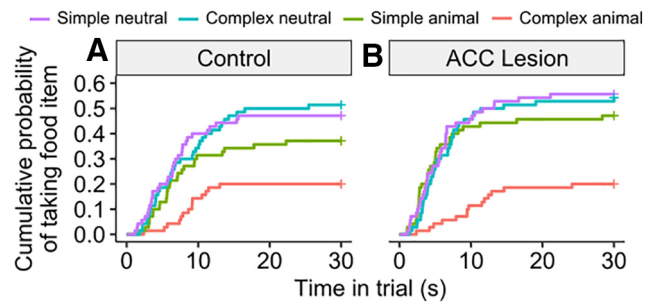 Simple neutral Complex neutral Simple animal Complex animal
A Control B ACC Lesion
Cumulative probability
of taking food item
0.6
0.5
0.4
0.3
0.2
0.1
0.0
0 10 20 30 0 10 20 30
Time in trial (s)